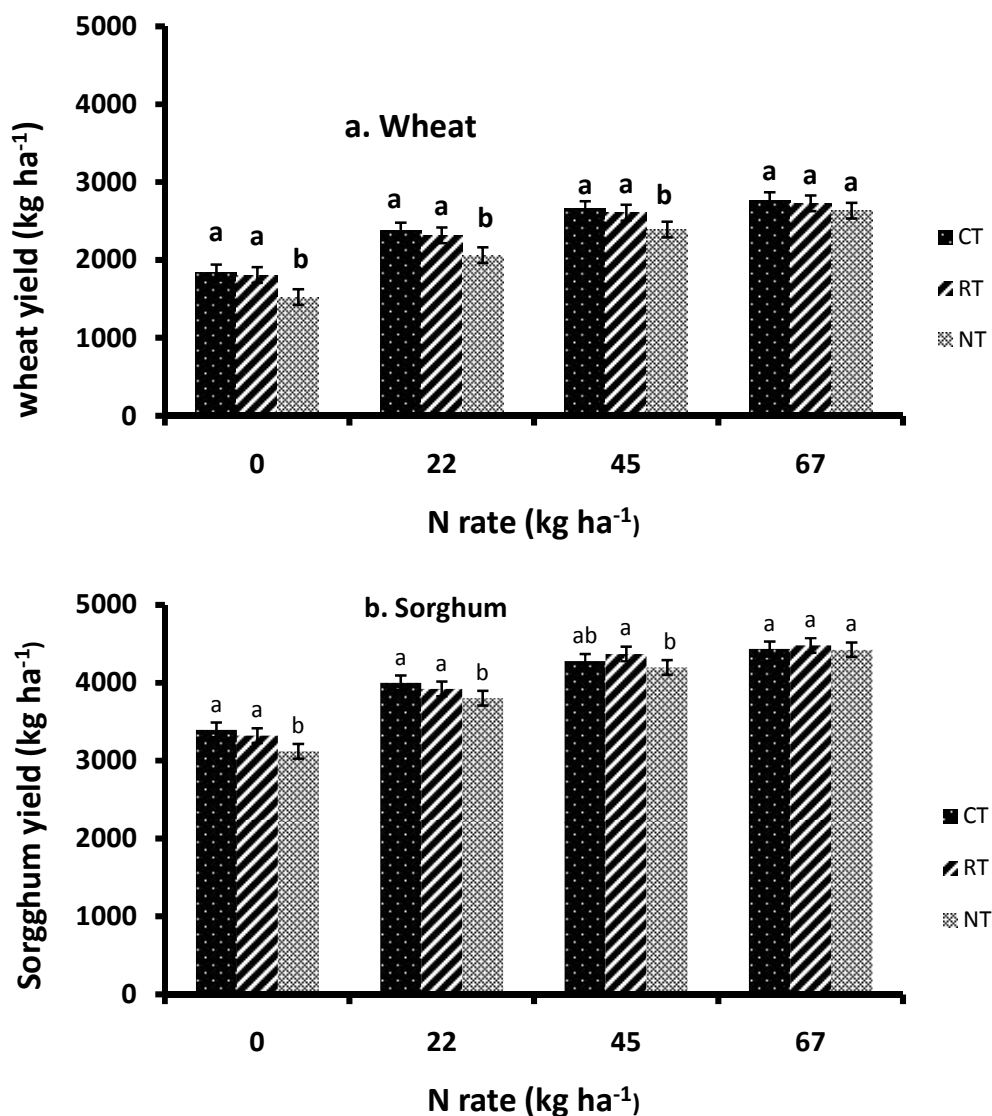 5000
4000
3000
2000
1000
0
wheat yield (kg ha-1)
a. Wheat
a a b
a a b
a a b
a a a
0 22 45 67
N rate (kg ha-1)
CT
RT
NT
5000
4000
3000
2000
1000
0
Sorgghum yield (kg ha-1)
b. Sorghum
a a b
a a b
ab a b
a a a
0 22 45 67
N rate (kg ha-1)
CT
RT
NT